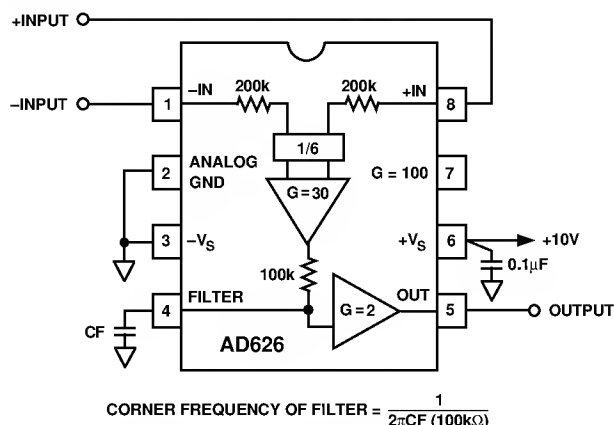 +INPUT
–INPUT
1
–IN
200k
200k
+IN
8
1/6
2
ANALOG
GND
G = 30
G = 100
7
3
–VS
+VS
6
+10V
0.1μF
100k
CF
4
FILTER
G = 2
OUT
5
OUTPUT
AD626
CORNER FREQUENCY OF FILTER = 1 / 2πCF (100kΩ)